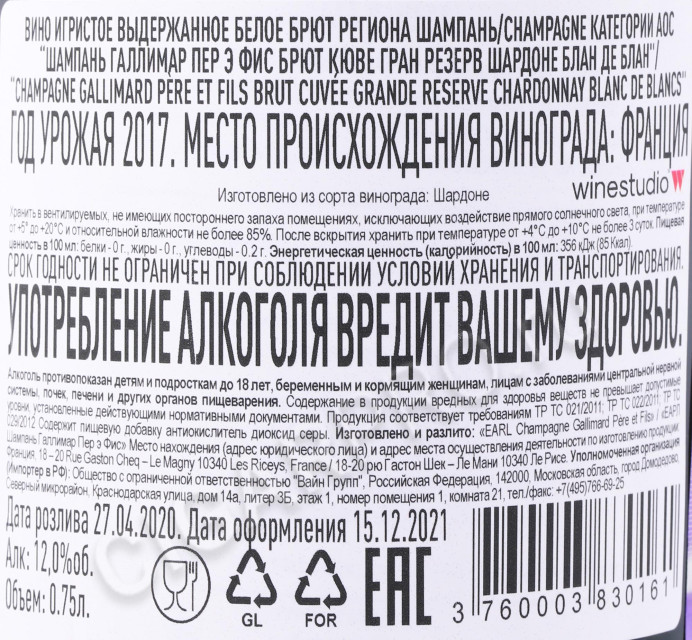 ВИНО ИГРИСТОЕ ВЫДЕРЖАННОЕ БЕЛОЕ БРЮТ РЕГИОНА ШАМПАНЬ/CHAMPAGNE КАТЕГОРИИ АОС
"ШАМПАНЬ ГАЛЛИМАР ПЕР Э ФИС БРЮТ КЮВЕ ГРАН РЕЗЕРВ ШАРДОНЕ БЛАН ДЕ БЛАН"/
"CHAMPAGNE GALLIMARD PÈRE ET FILS BRUT CUVÉE GRANDE RESERVE CHARDONNAY BLANC DE BLANCS"
ГОД УРОЖАЯ 2017. МЕСТО ПРОИСХОЖДЕНИЯ ВИНОГРАДА: ФРАНЦИЯ
winestudio
Изготовлено из сорта винограда: Шардоне
Хранить в вентилируемых, не имеющих постороннего запаха помещениях, исключающих воздействие прямого солнечного света, при температуре
от +5° до +20°С и относительной влажности не более 85%. После вскрытия хранить при температуре от +4°С до +10°С не более 3 суток. Пищевая
ценность в 100 мл: белки - 0 г., жиры - 0 г., углеводы - 0.2 г. Энергетическая ценность (калорийность) в 100 мл: 356 кДж (85 Ккал).
СРОК ГОДНОСТИ НЕ ОГРАНИЧЕН ПРИ СОБЛЮДЕНИИ УСЛОВИЙ ХРАНЕНИЯ И ТРАНСПОРТИРОВАНИЯ.
УПОТРЕБЛЕНИЕ АЛКОГОЛЯ ВРЕДИТ ВАШЕМУ ЗДОРОВЬЮ.
Алкоголь противопоказан детям и подросткам до 18 лет, беременным и кормящим женщинам, лицам с заболеваниями центральной нервной
системы, почек, печени и других органов пищеварения. Содержание в продукции вредных для здоровья веществ не превышает допустимые
уровни, установленные действующими нормативными документами. Продукция соответствует требованиям ТР ТС 021/2011; ТР ТС 022/2011; ТР ТС
029/2012 Содержит пищевую добавку антиокислитель диоксид серы. Изготовлено и разлито: «EARL Champagne Gallimard Père et Fils» / «ЕАРЛ
Шампань Галлимар Пер Э Фис» Место нахождения (адрес юридического лица) и адрес места осуществления деятельности по изготовлению продукции:
Франция, 18 – 20 Rue Gaston Cheq – Le Magny 10340 Les Riceys, France / 18-20 рю Гастон Шек – Ле Мани 10340 Ле Рисе. Уполномоченная организация
(Импортер в РФ): Общество с ограниченной ответственностью "Вайн Групп", Российская Федерация, 142000, Московская область, город Домодедово,
Северный микрорайон, Краснодарская улица, дом 14а, литер 3Б, этаж 1, номер помещения 1, комната 21, тел./факс: +7(495)766-69-25
Дата розлива 27.04.2020. Дата оформления 15.12.2021
Алк: 12,0%об.
Объем: 0.75л.
GL
FOR
EAC
3 760003 830161